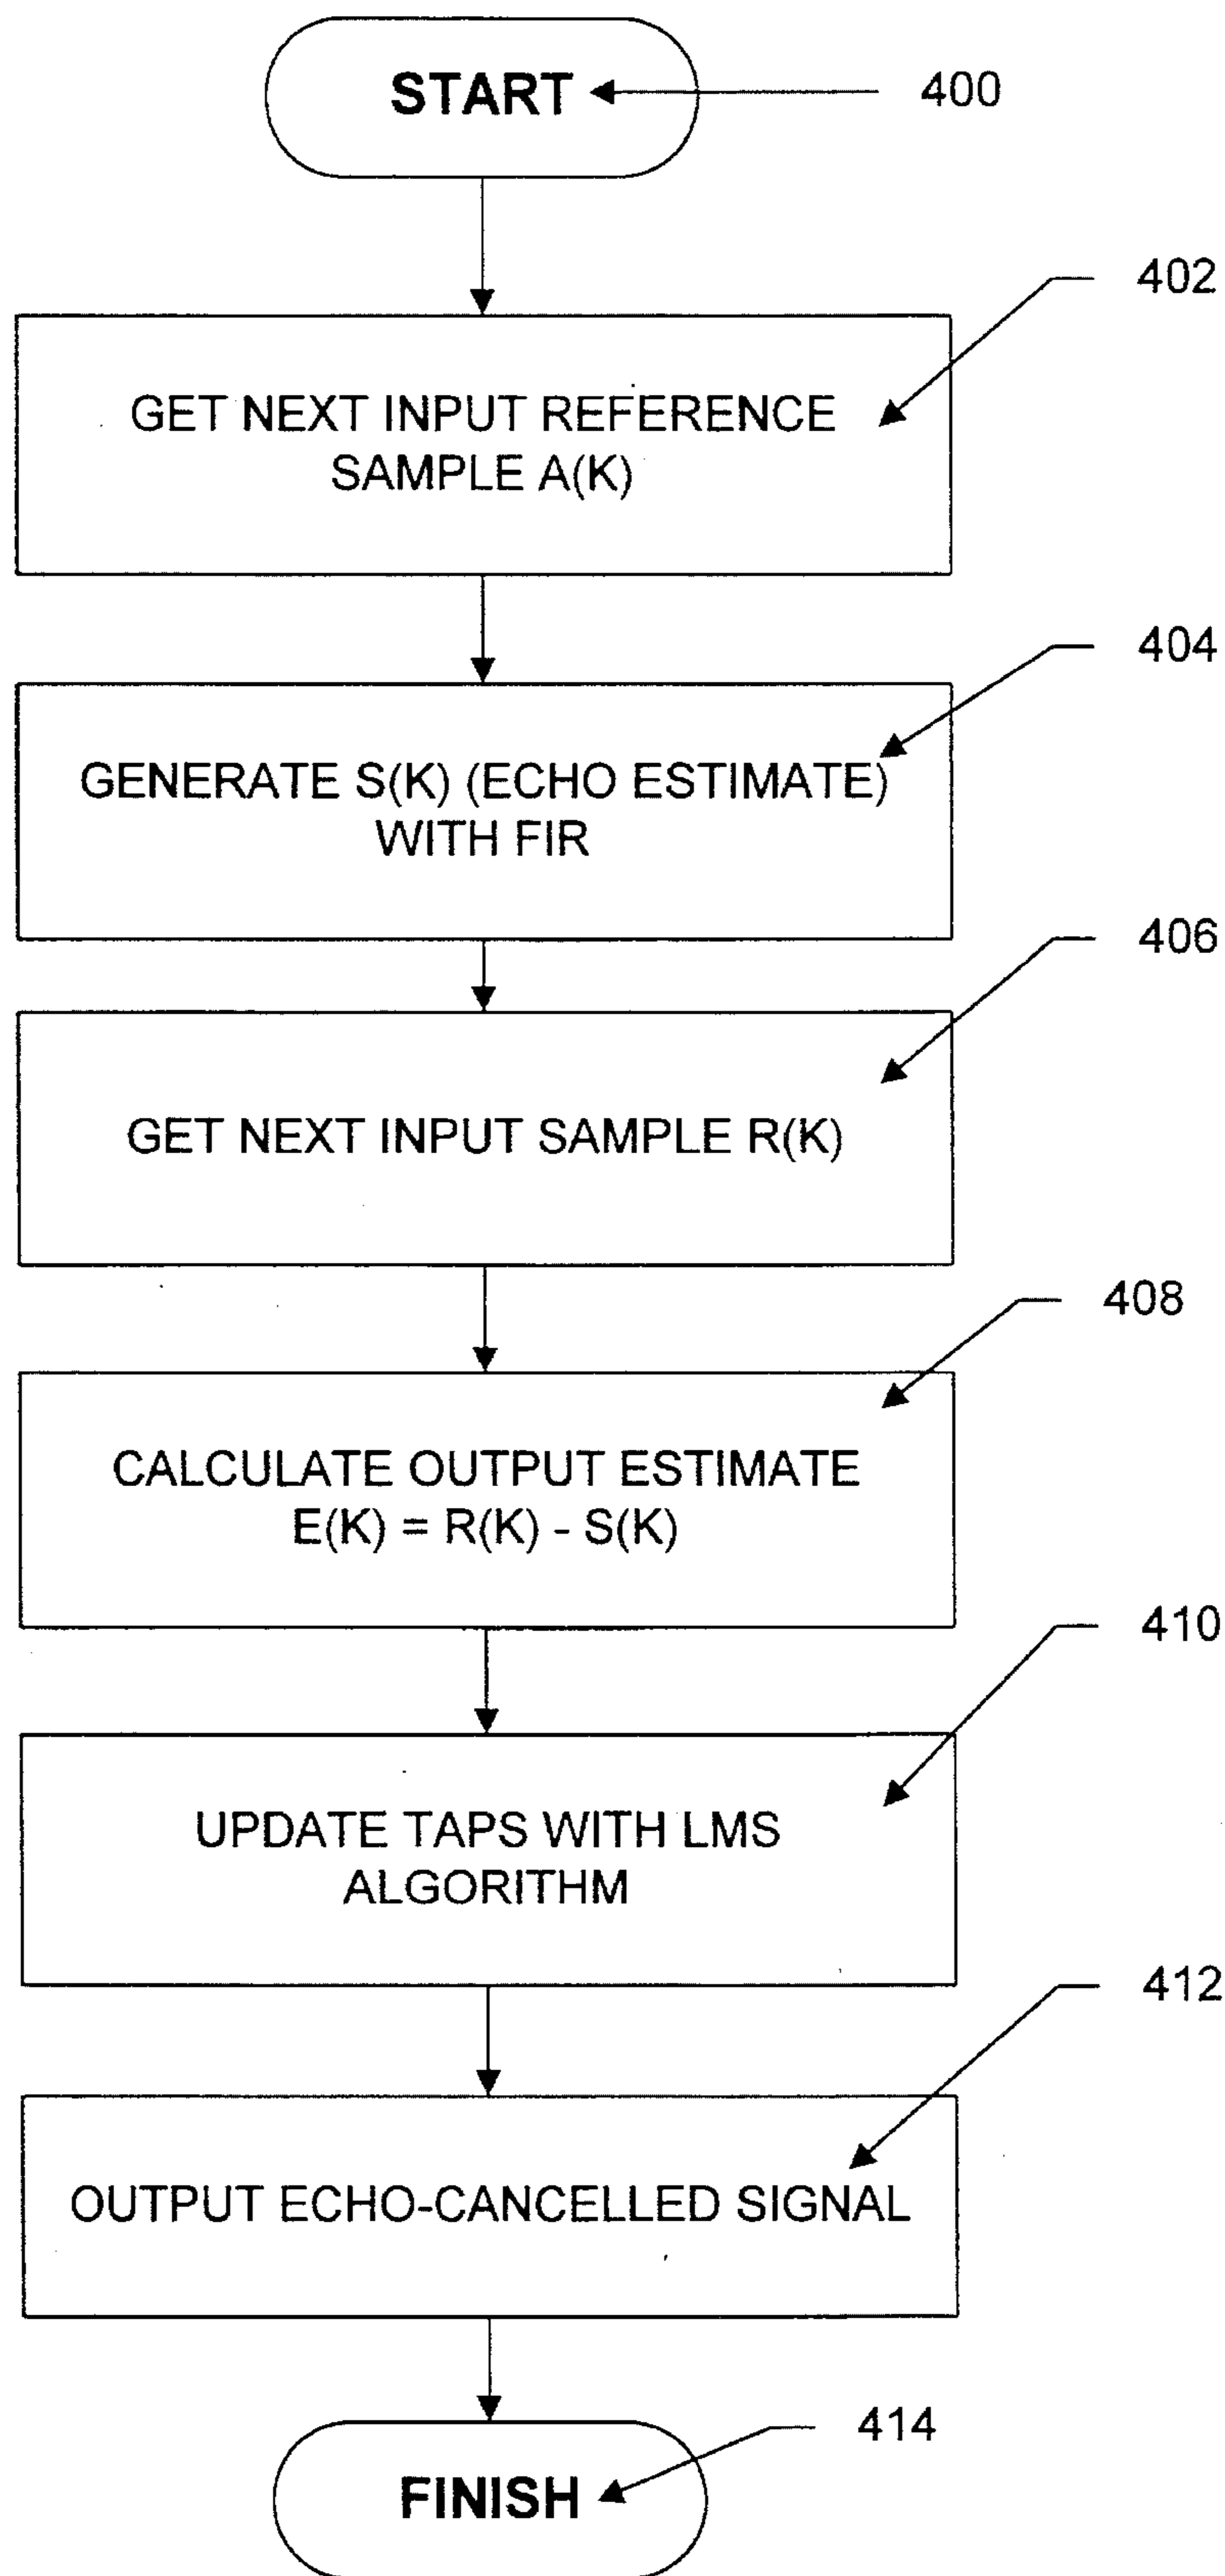 START
400
402
GET NEXT INPUT REFERENCE
SAMPLE A(K)
404
GENERATE S(K) (ECHO ESTIMATE)
WITH FIR
406
GET NEXT INPUT SAMPLE R(K)
408
CALCULATE OUTPUT ESTIMATE
E(K) = R(K) - S(K)
410
UPDATE TAPS WITH LMS
ALGORITHM
412
OUTPUT ECHO-CANCELLED SIGNAL
414
FINISH